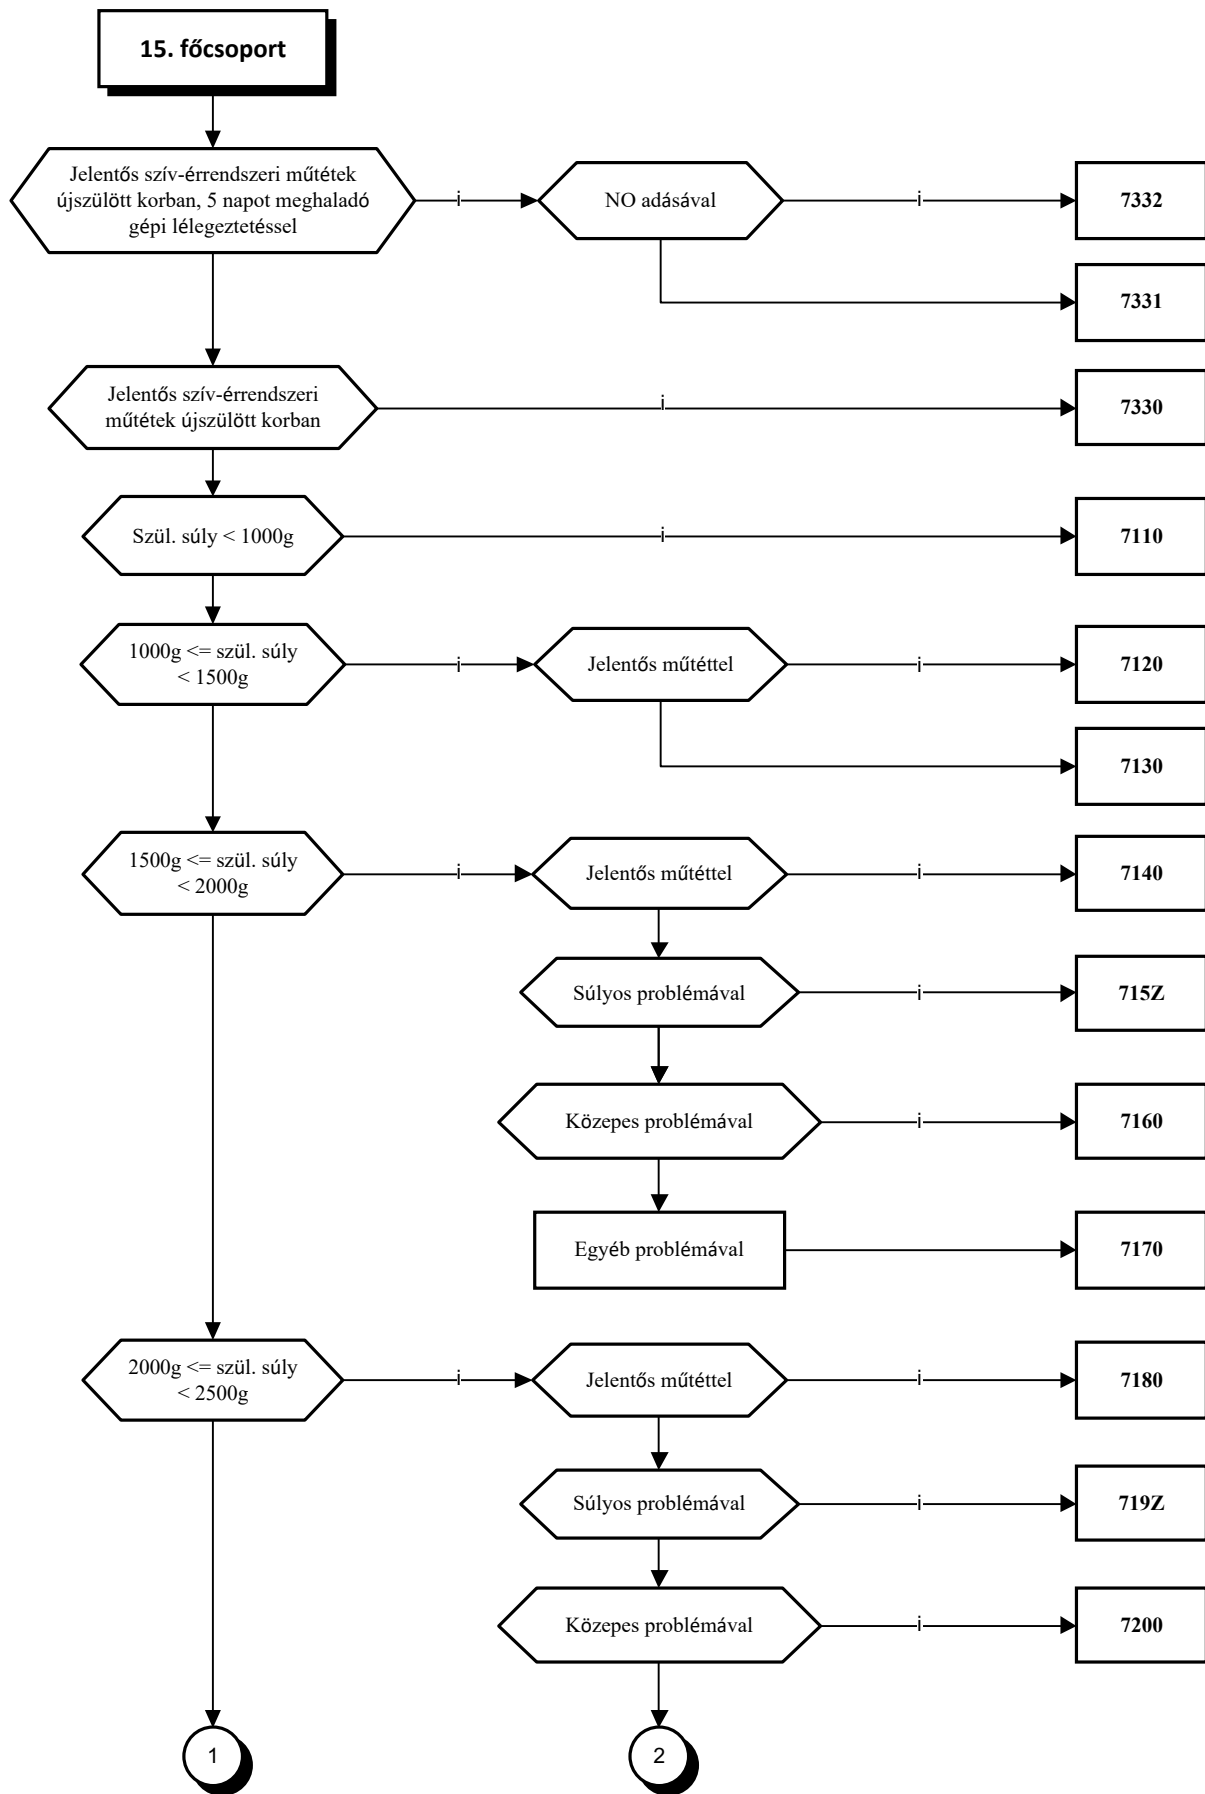 15. főcsoport
Jelentős szív-érrendszeri műtétek
újszülött korban, 5 napot meghaladó
gépi lélegeztetéssel
i
NO adásával
i
7332
7331
Jelentős szív-érrendszeri
műtétek újszülött korban
i
7330
Szül. súly < 1000g
i
7110
1000g <= szül. súly
< 1500g
i
Jelentős műtéttel
i
7120
7130
1500g <= szül. súly
< 2000g
i
Jelentős műtéttel
i
7140
Súlyos problémával
i
715Z
Közepes problémával
i
7160
Egyéb problémával
7170
2000g <= szül. súly
< 2500g
i
Jelentős műtéttel
i
7180
Súlyos problémával
i
719Z
Közepes problémával
i
7200
1
2